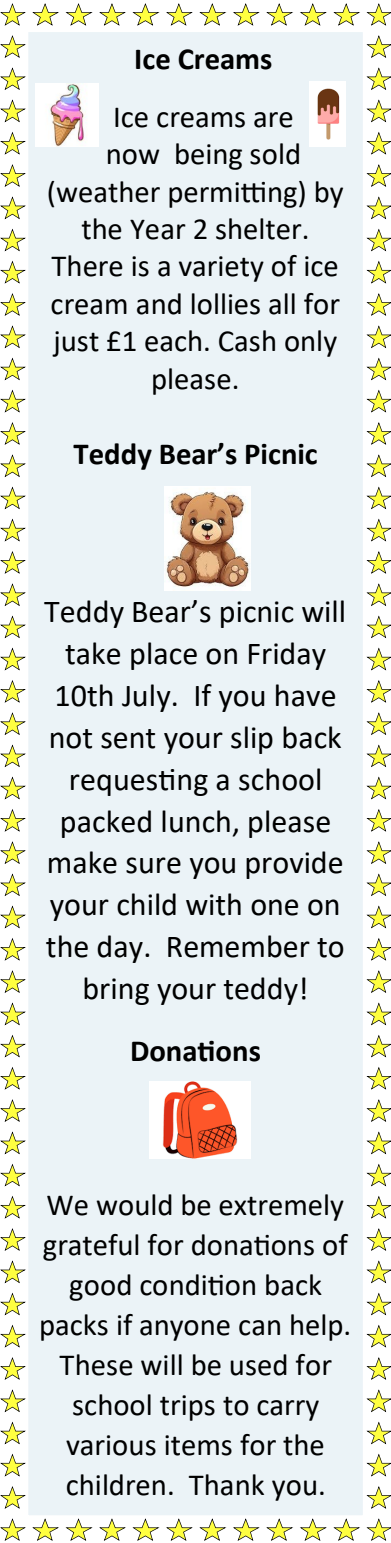 Ice Creams
Ice creams are
now being sold
(weather permitting) by
the Year 2 shelter.
There is a variety of ice
cream and lollies all for
just £1 each. Cash only
please.
Teddy Bear's Picnic
Teddy Bear's picnic will
take place on Friday
10th July. If you have
not sent your slip back
requesting a school
packed lunch, please
make sure you provide
your child with one on
the day. Remember to
bring your teddy!
Donations
We would be extremely
grateful for donations of
good condition back
packs if anyone can help.
These will be used for
school trips to carry
various items for the
children. Thank you.